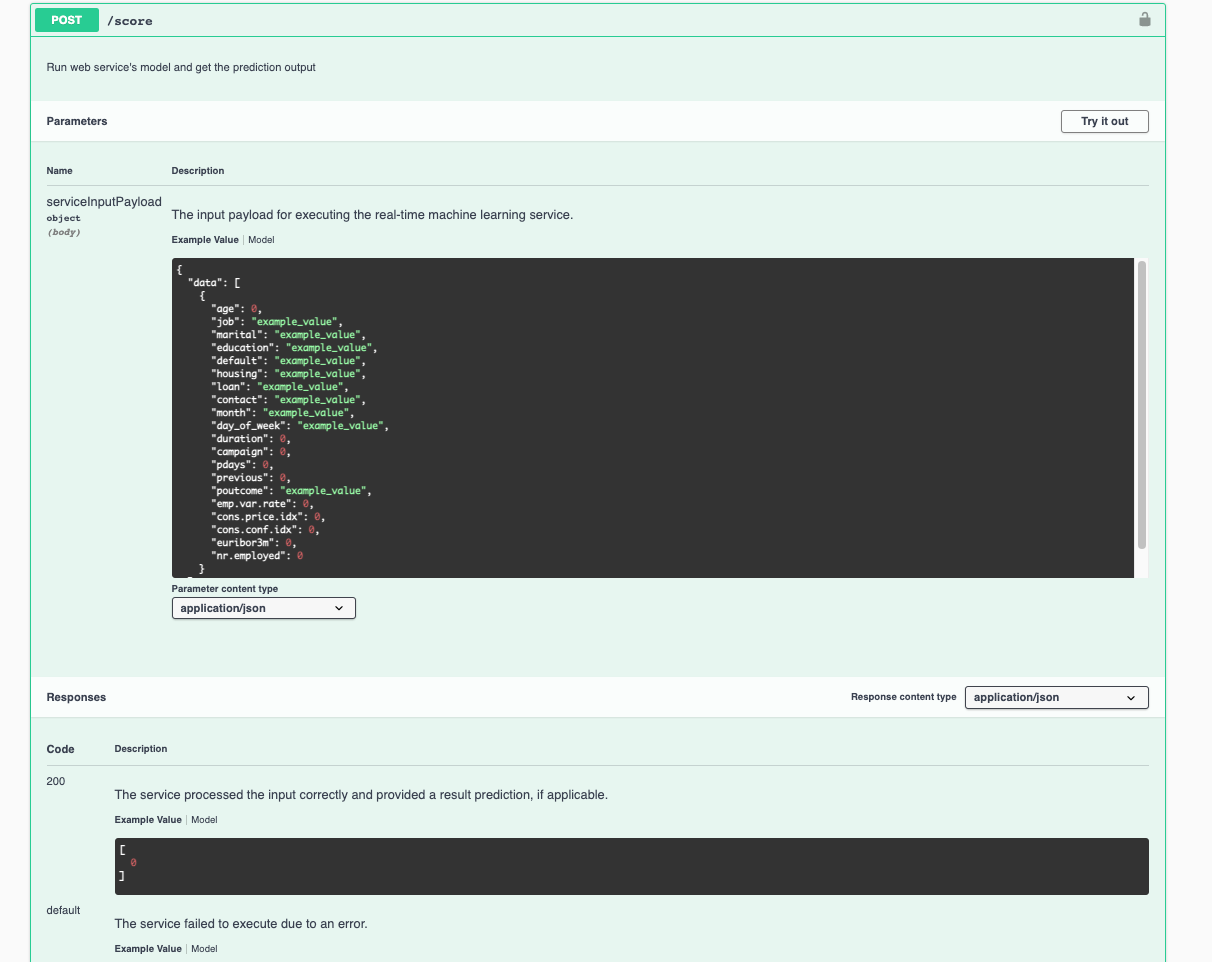 POST /score
Run web service's model and get the prediction output
Parameters
Try it out
Name Description
serviceInputPayload
object
(body)
The input payload for executing the real-time machine learning service.
Example Value | Model
{
"data": [
{
"age": 0,
"job": "example_value",
"marital": "example_value",
"education": "example_value",
"default": "example_value",
"housing": "example_value",
"loan": "example_value",
"contact": "example_value",
"month": "example_value",
"day_of_week": "example_value",
"duration": 0,
"campaign": 0,
"pdays": 0,
"previous": 0,
"poutcome": "example_value",
"emp.var.rate": 0,
"cons.price.idx": 0,
"cons.conf.idx": 0,
"euribor3m": 0,
"nr.employed": 0
}
Parameter content type
application/json
Responses
Response content type application/json
Code Description
200
The service processed the input correctly and provided a result prediction, if applicable.
Example Value | Model
[
0
]
default
The service failed to execute due to an error.
Example Value | Model